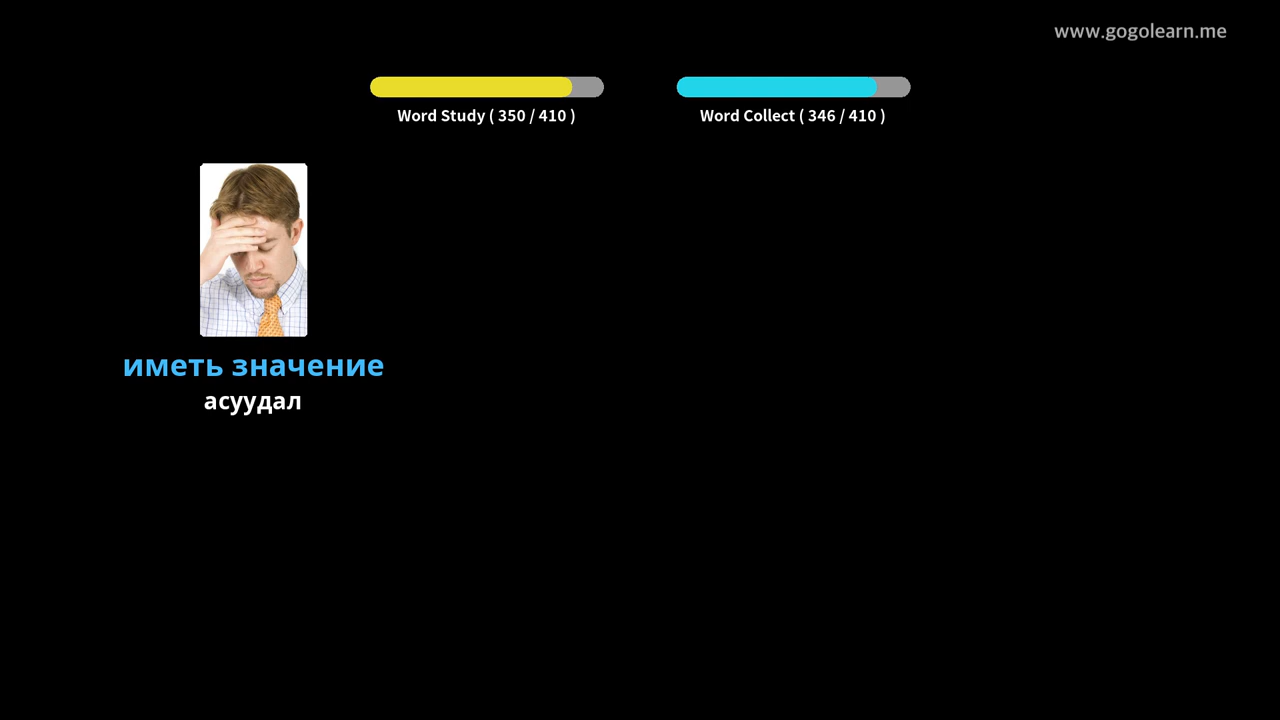 www.gogolearn.me
Word Study ( 350 / 410 )
Word Collect ( 346 / 410 )
иметь значение
асуудал